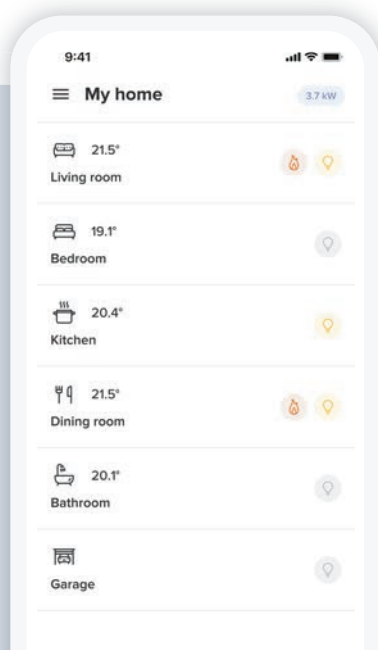 9:41
My home
3.7 kW
21.5°
Living room
19.1°
Bedroom
20.4°
Kitchen
21.5°
Dining room
20.1°
Bathroom
Garage